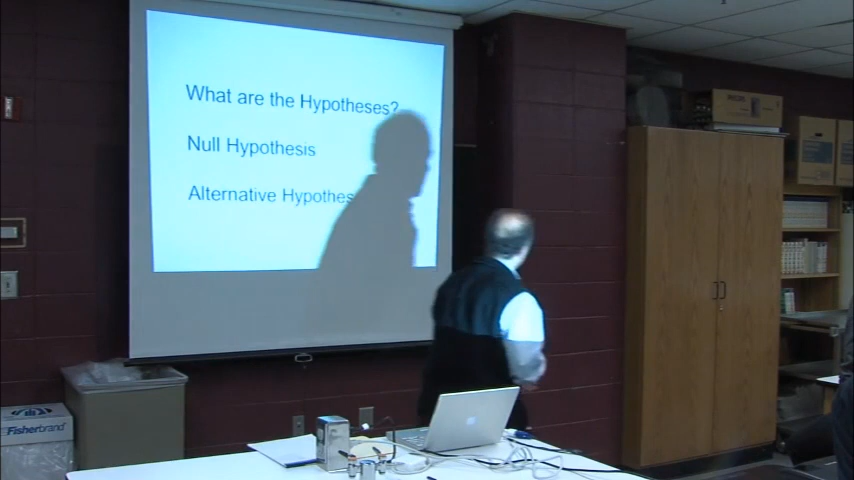 What are the Hypotheses?
Null Hypothesis
Alternative Hypothes
Fisherbrand